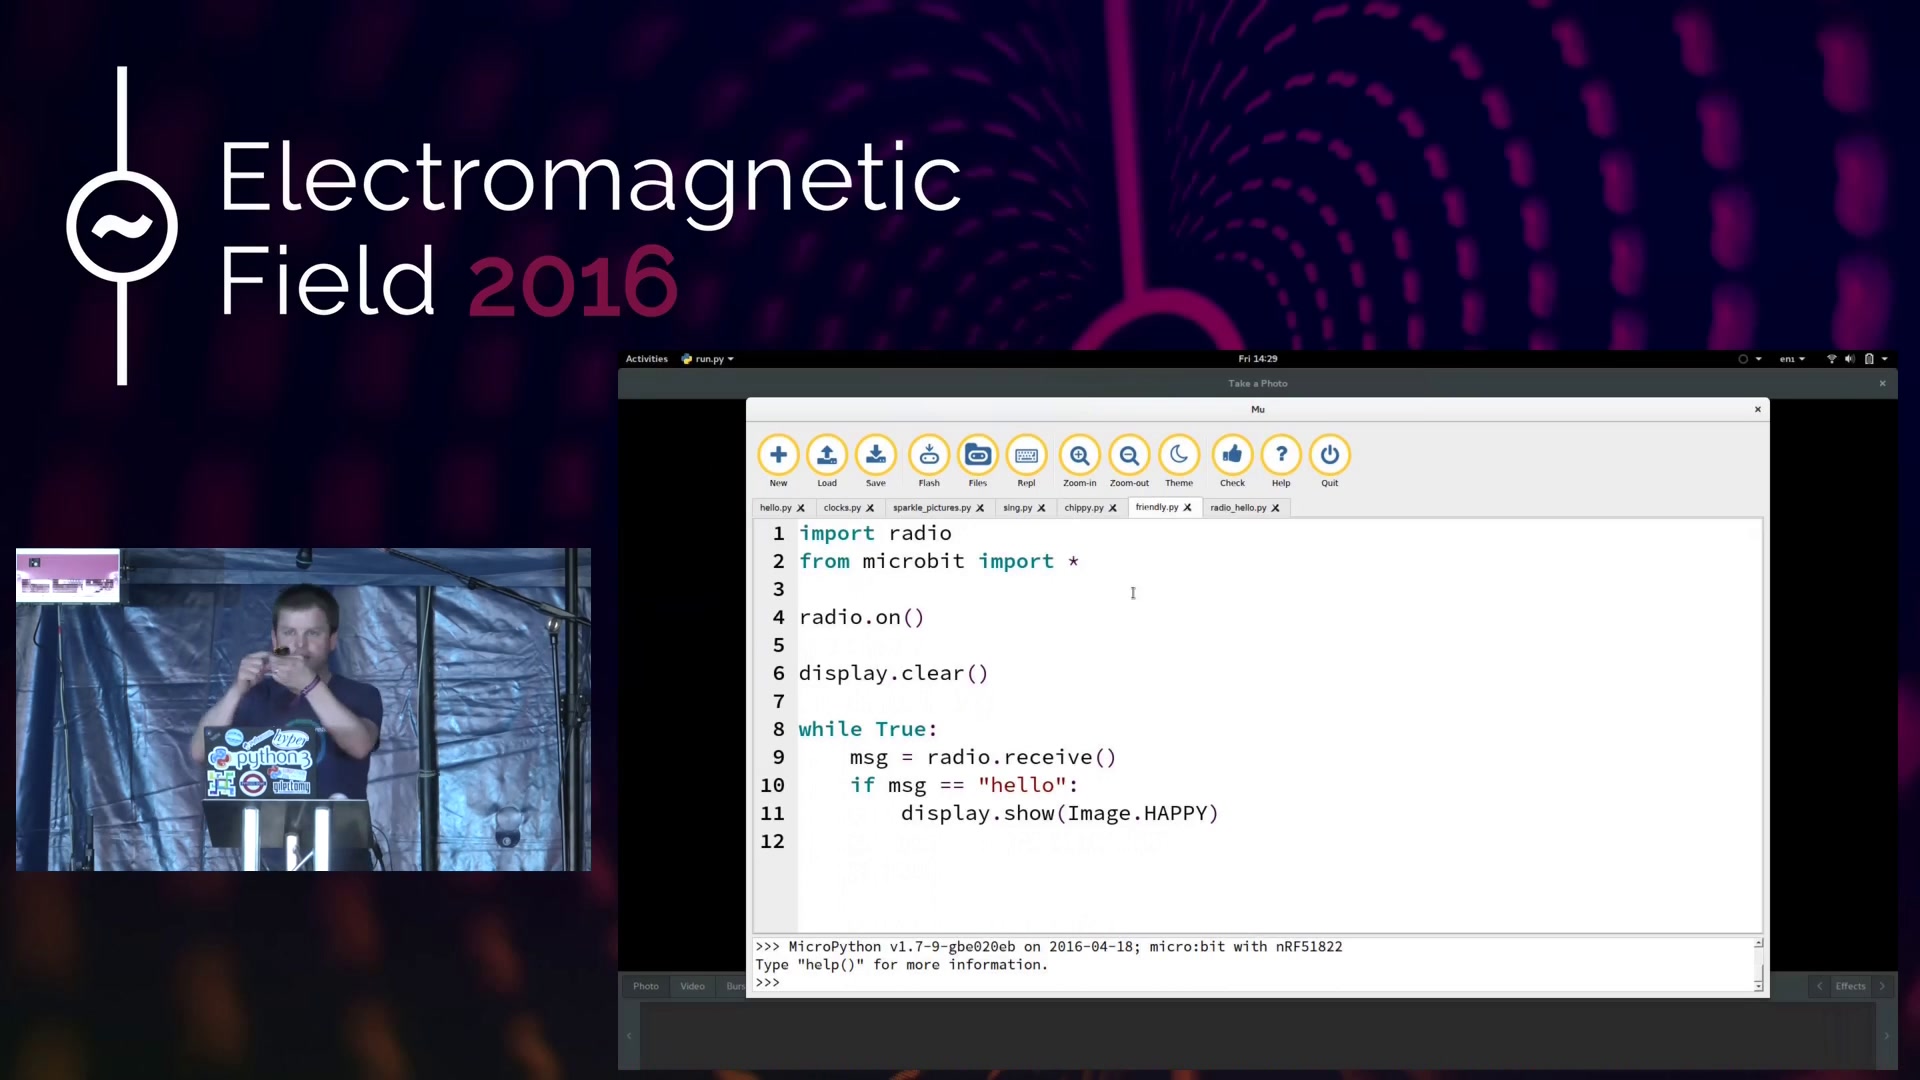 Electromagnetic
Field 2016
Activities run.py Fri 14:29 en1
Take a Photo
Mu
New Load Save Flash Files Repl Zoom-in Zoom-out Theme Check Help Quit
hello.py clocks.py sparkle_pictures.py sing.py chippy.py friendly.py radio_hello.py
1 import radio
2 from microbit import *
3
4 radio.on()
5
6 display.clear()
7
8 while True:
9 msg = radio.receive()
10 if msg == "hello":
11 display.show(Image.HAPPY)
12
>>> MicroPython v1.7-9-gbe020eb on 2016-04-18; micro:bit with nRF51822
Type "help()" for more information.
>>>
Photo Video Burs Effects
hyper
python3